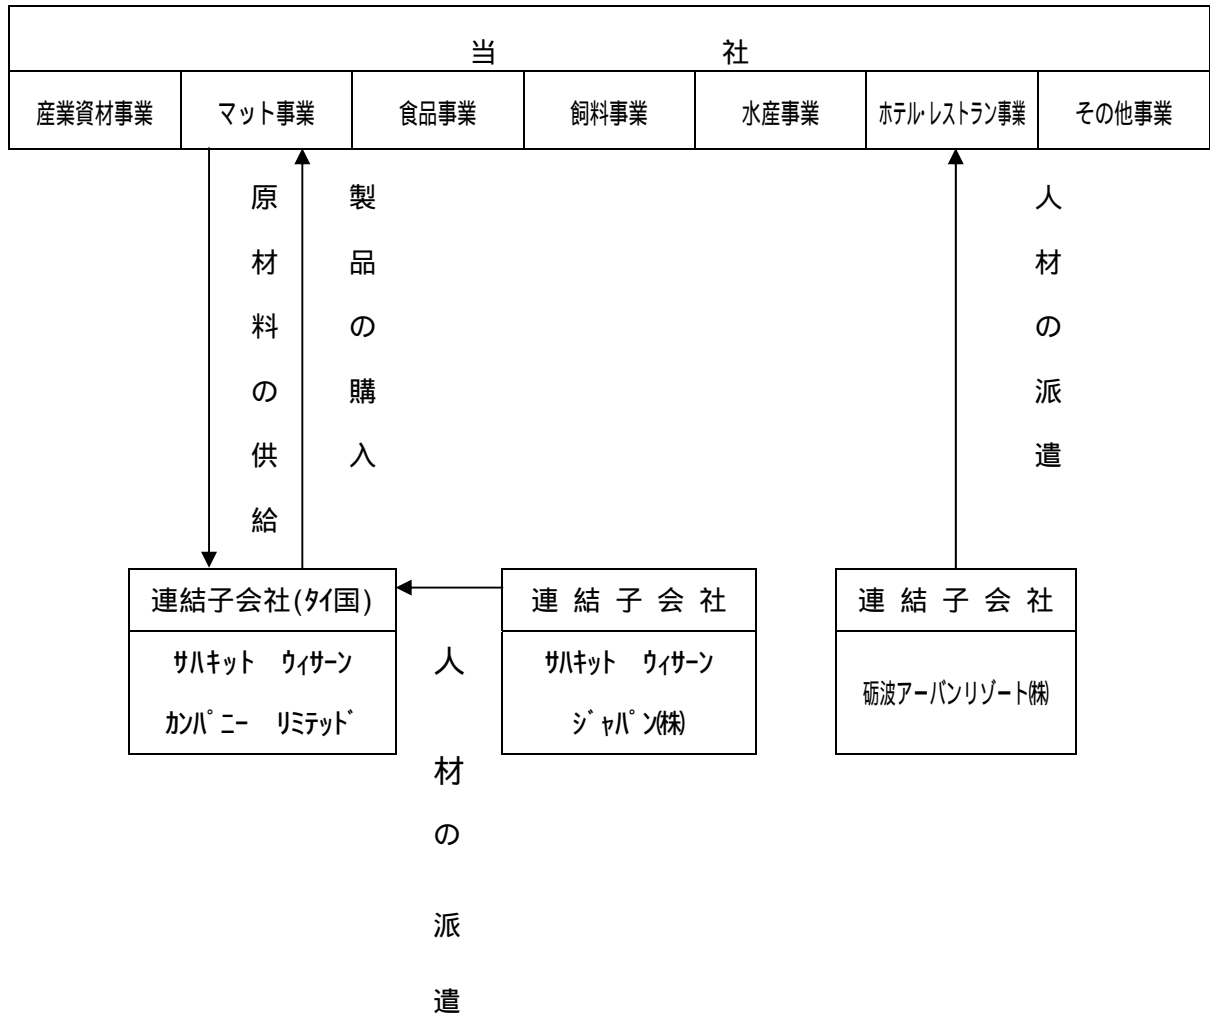 当　社
産業資材事業　マット事業　食品事業　飼料事業　水産事業　ホテル・レストラン事業　その他事業
原材料の供給
製品の購入
人材の派遣
連結子会社(ﾀｲ国)
ｻﾊｷｯﾄ　ｳｨｻｰﾝ
ｶﾝﾊﾟﾆｰ　ﾘﾐﾃｯﾄﾞ
人材の派遣
連結子会社
ｻﾊｷｯﾄ　ｳｨｻｰﾝ
ｼﾞｬﾊﾟﾝ㈱
連結子会社
砺波アーバンリゾート㈱